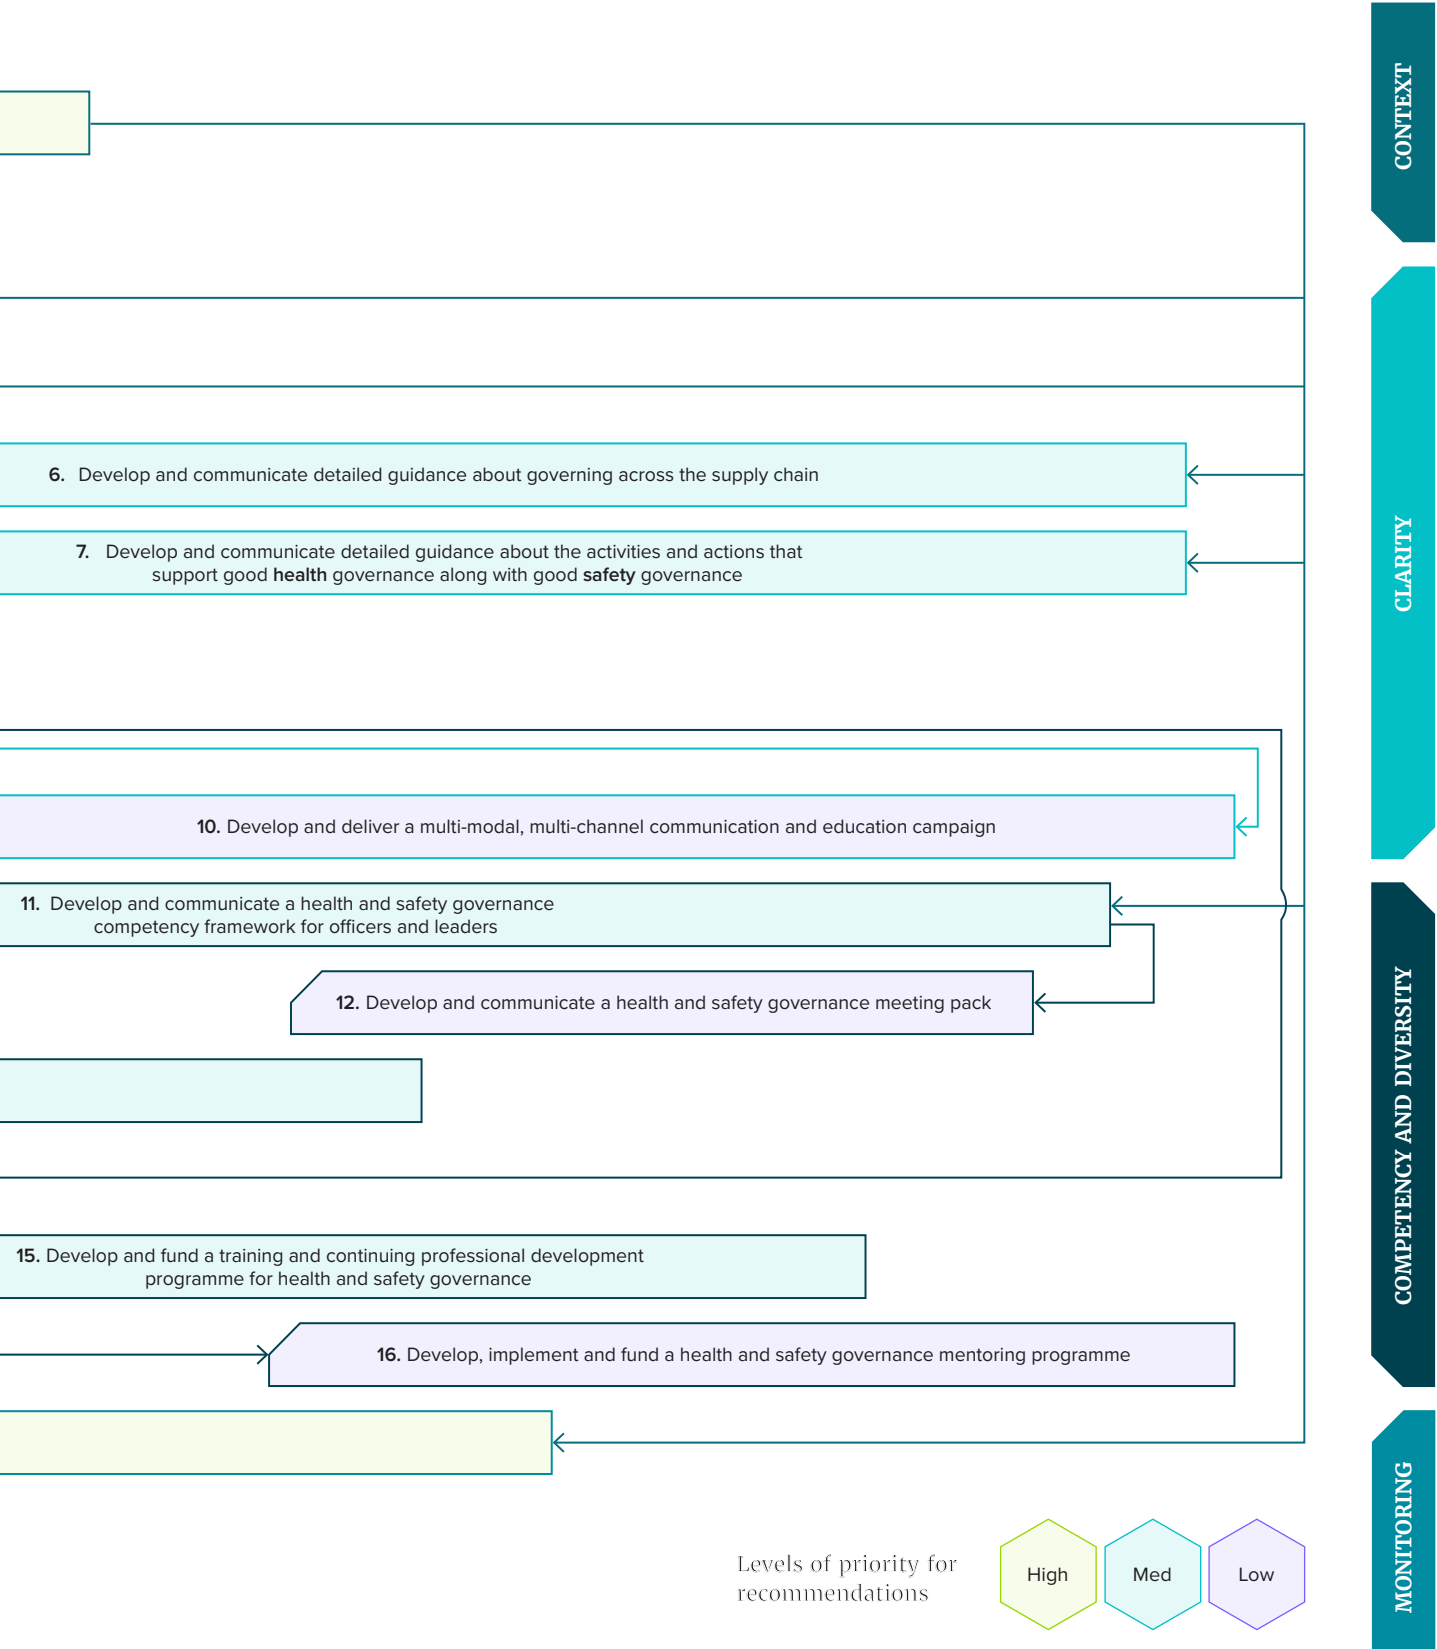 CONTEXT
6. Develop and communicate detailed guidance about governing across the supply chain
7. Develop and communicate detailed guidance about the activities and actions that
support good health governance along with good safety governance
CLARITY
10. Develop and deliver a multi-modal, multi-channel communication and education campaign
11. Develop and communicate a health and safety governance
competency framework for officers and leaders
12. Develop and communicate a health and safety governance meeting pack
COMPETENCY AND DIVERSITY
15. Develop and fund a training and continuing professional development
programme for health and safety governance
16. Develop, implement and fund a health and safety governance mentoring programme
MONITORING
Levels of priority for
recommendations
High
Med
Low